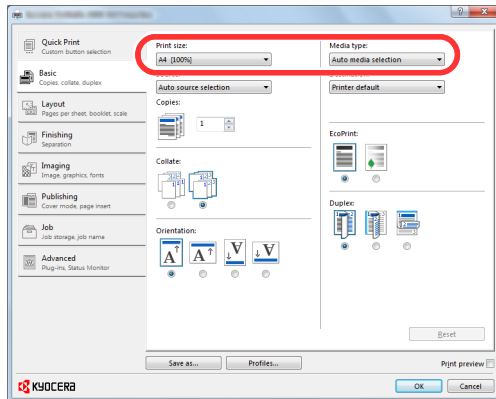 Quick Print
Custom button selection
Basic
Copies, collate, duplex
Layout
Pages per sheet, booklet, scale
Finishing
Separation
Imaging
Image, graphics, fonts
Publishing
Cover mode, page insert
Job
Job storage, job name
Advanced
Plug-ins, Status Monitor
Print size:
A4 [100%]
Media type:
Auto media selection
Auto source selection
Printer default
Copies:
1
EcoPrint:
Collate:
Duplex:
Orientation:
Reset
Save as...
Profiles...
Print preview
KYOCERA
OK
Cancel